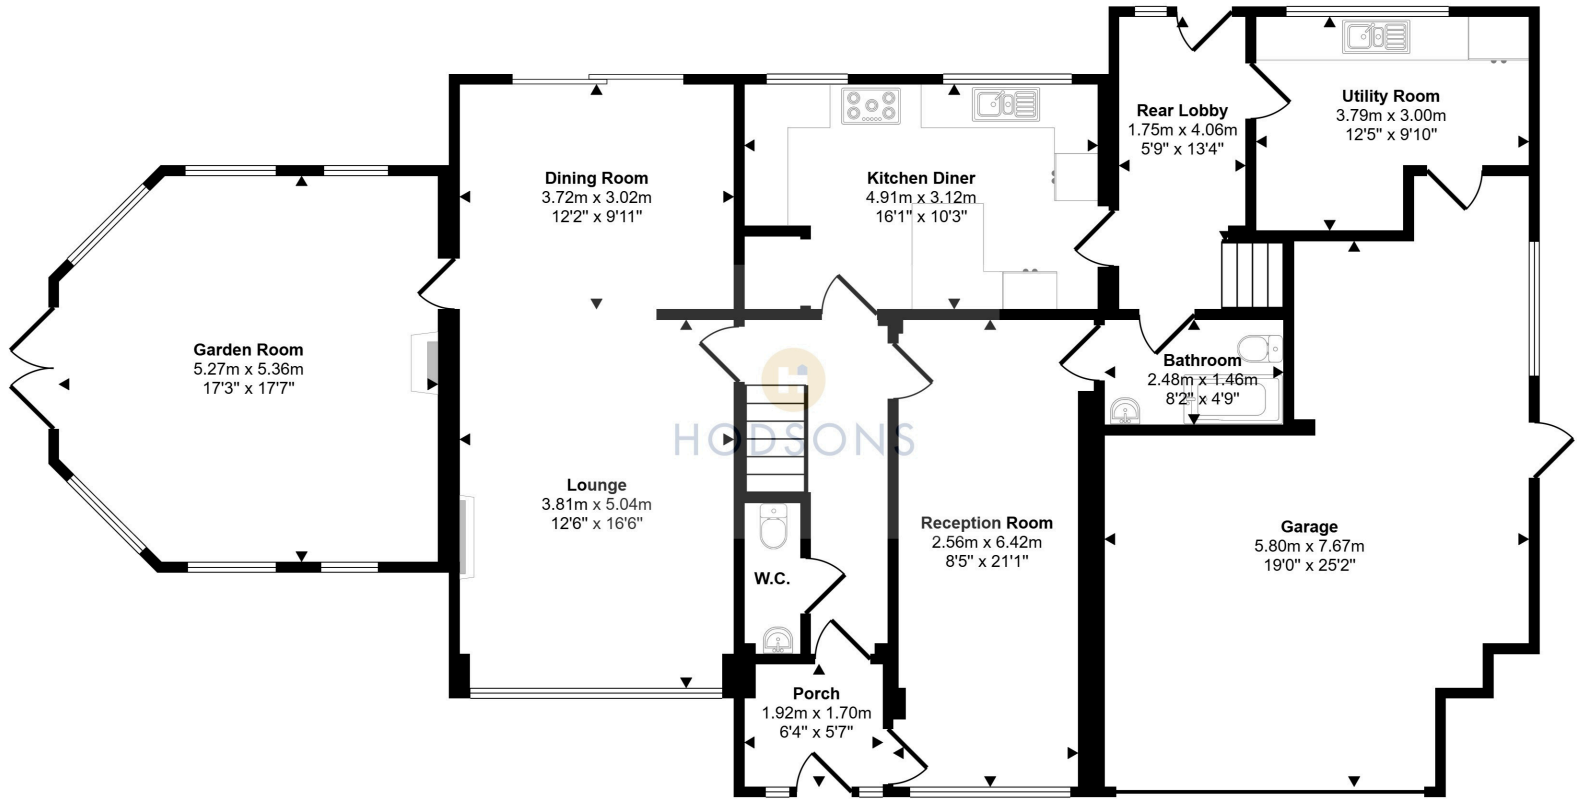 Rear Lobby
1.75m x 4.06m
5'9" x 13'4"
Utility Room
3.79m x 3.00m
12'5" x 9'10"
Dining Room
3.72m x 3.02m
12'2" x 9'11"
Kitchen Diner
4.91m x 3.12m
16'1" x 10'3"
Garden Room
5.27m x 5.36m
17'3" x 17'7"
Bathroom
2.48m x 1.46m
8'2" x 4'9"
H
HODSONS
Lounge
3.81m x 5.04m
12'6" x 16'6"
Reception Room
2.56m x 6.42m
8'5" x 21'1"
Garage
5.80m x 7.67m
19'0" x 25'2"
W.C.
Porch
1.92m x 1.70m
6'4" x 5'7"